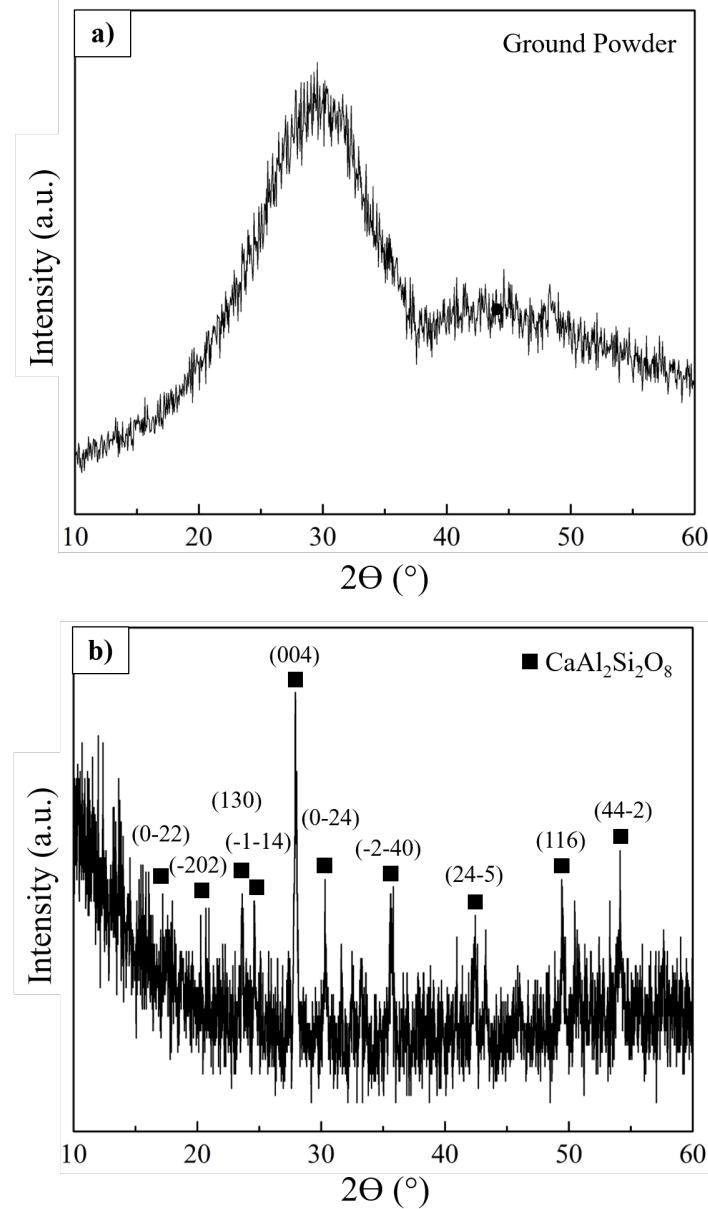 a)
Ground Powder
Intensity (a.u.)
10 20 30 40 50 60
2Θ (°)
b)
(004)
■ CaAl₂Si₂O₈
(130)
(0-22)
(0-24)
(44-2)
(-202)
(-1-14)
(-2-40)
(116)
(24-5)
Intensity (a.u.)
10 20 30 40 50 60
2Θ (°)